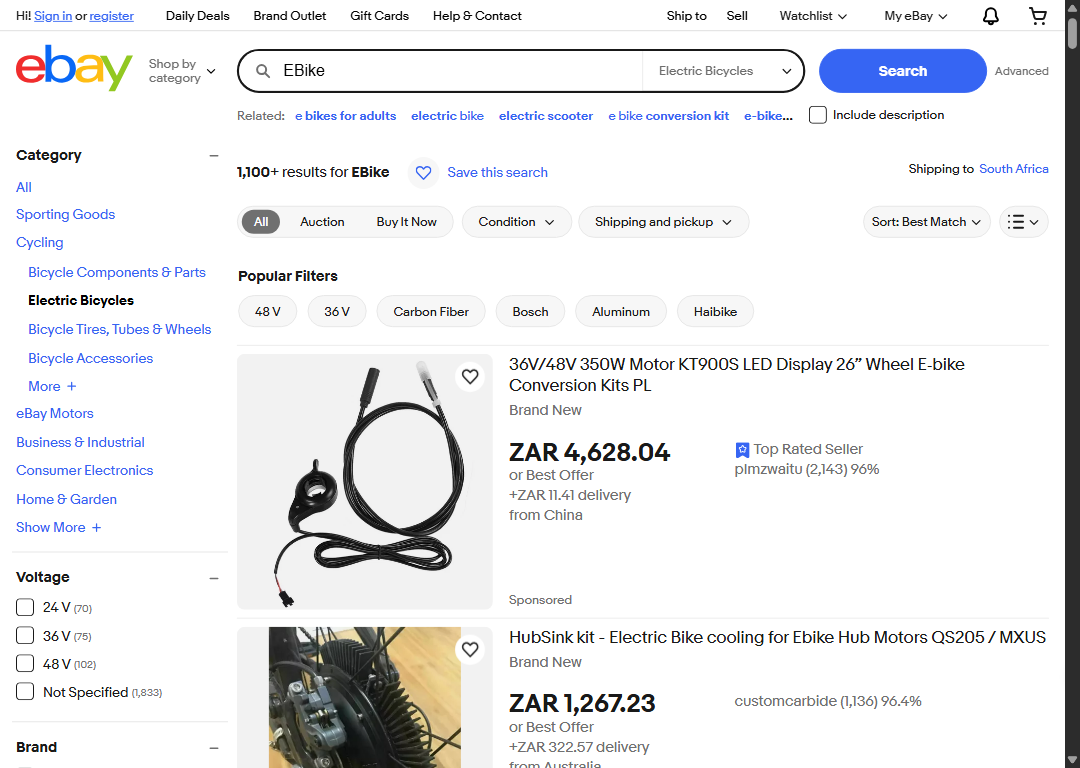 Hi! Sign in or register
Daily Deals
Brand Outlet
Gift Cards
Help & Contact
Ship to
Sell
Watchlist
My eBay
ebay
Shop by category
EBike
Electric Bicycles
Search
Advanced
Related: e bikes for adults electric bike electric scooter e bike conversion kit e-bike...
Include description
Category
All
Sporting Goods
Cycling
Bicycle Components & Parts
Electric Bicycles
Bicycle Tires, Tubes & Wheels
Bicycle Accessories
More +
eBay Motors
Business & Industrial
Consumer Electronics
Home & Garden
Show More +
Voltage
24 V (70)
36 V (75)
48 V (102)
Not Specified (1,833)
Brand
1,100+ results for EBike
Save this search
Shipping to South Africa
All
Auction
Buy It Now
Condition
Shipping and pickup
Sort: Best Match
Popular Filters
48 V
36 V
Carbon Fiber
Bosch
Aluminum
Haibike
36V/48V 350W Motor KT900S LED Display 26” Wheel E-bike
Conversion Kits PL
Brand New
ZAR 4,628.04
or Best Offer
+ZAR 11.41 delivery
from China
Top Rated Seller
plmzwaitu (2,143) 96%
Sponsored
HubSink kit - Electric Bike cooling for Ebike Hub Motors QS205 / MXUS
Brand New
ZAR 1,267.23
or Best Offer
+ZAR 322.57 delivery
from Australia
customcarbide (1,136) 96.4%